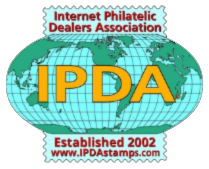 Internet Philatelic
Dealers Association
IPDA
Established 2002
www.IPDAstamps.com